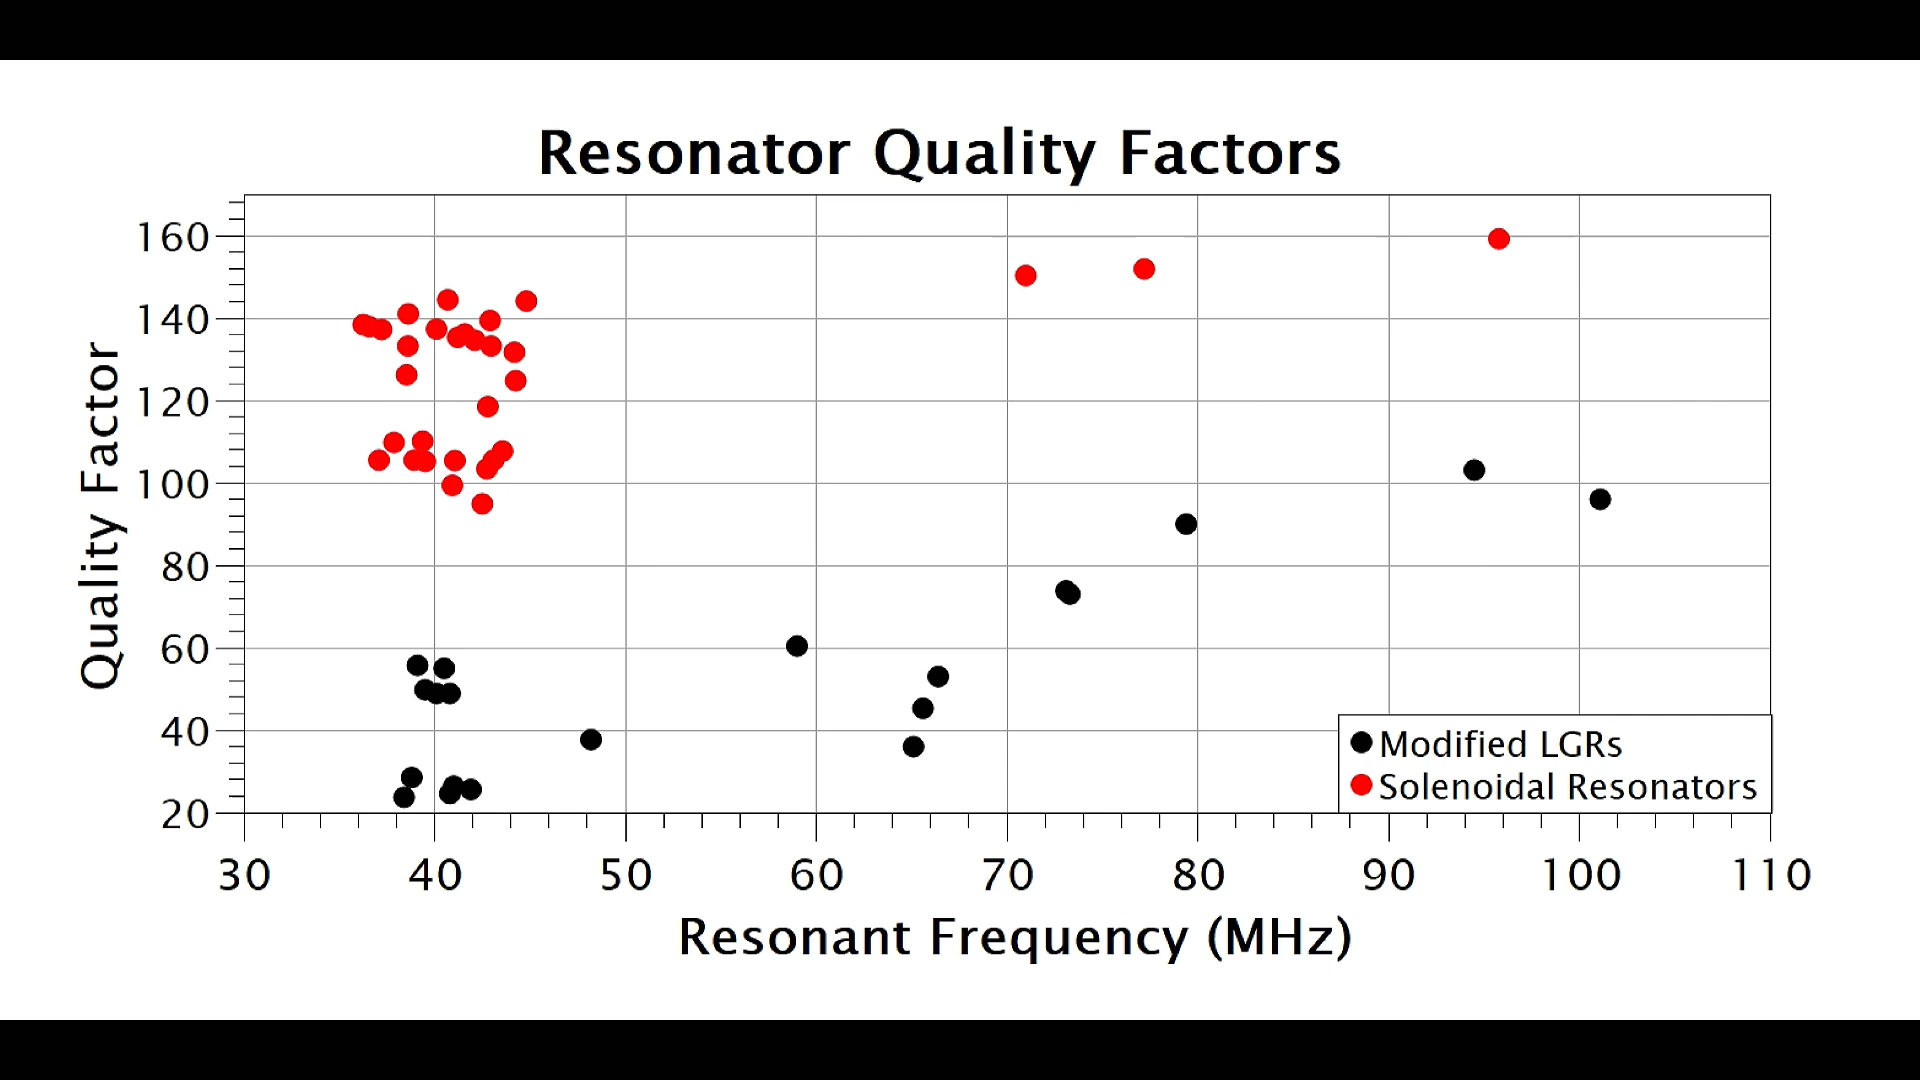 Resonator Quality Factors
160
140
120
100
80
60
40
20
Quality Factor
30 40 50 60 70 80 90 100 110
Resonant Frequency (MHz)
Modified LGRs
Solenoidal Resonators